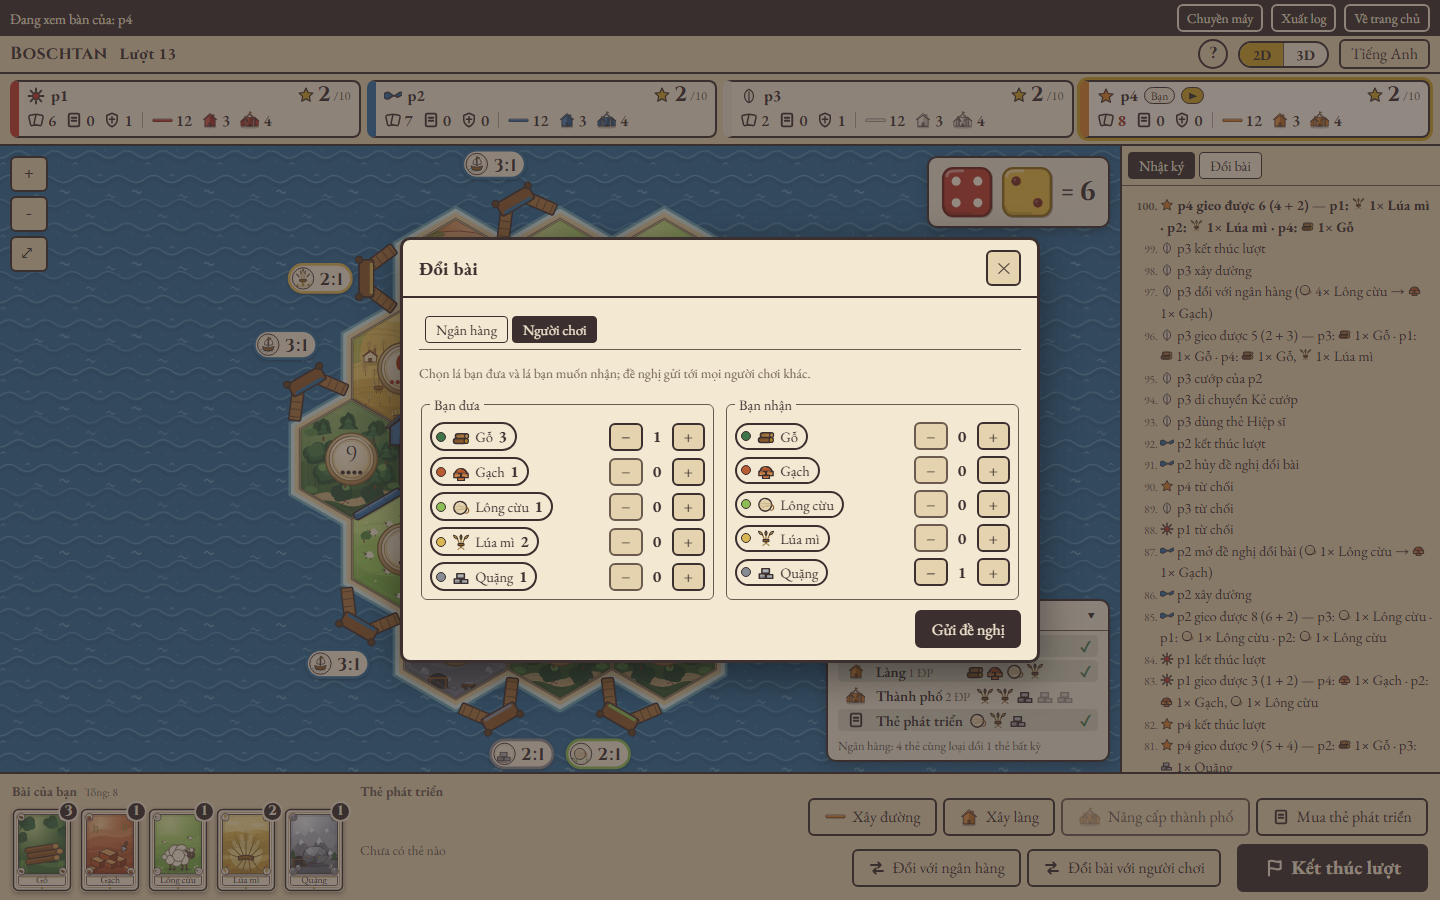 Đang xem bàn của: p4
Chuyền máy
Xuất log
Về trang chủ
BOSCHTAN Lượt 13
?
2D
3D
Tiếng Anh
p1 2 /10
6 0 0 12 3 4
p2 2 /10
7 0 0 12 3 4
p3 2 /10
2 0 1 12 3 4
p4 Bạn 2 /10
8 0 0 12 3 4
+
-
3:1
2:1
3:1
9
3:1
2:1
2:1
= 6
Đổi bài
Ngân hàng
Người chơi
Chọn lá bạn đưa và lá bạn muốn nhận; đề nghị gửi tới mọi người chơi khác.
Bạn đưa
Gỗ 3 − 1 +
Gạch 1 − 0 +
Lông cừu 1 − 0 +
Lúa mì 2 − 0 +
Quặng 1 − 0 +
Bạn nhận
Gỗ − 0 +
Gạch − 0 +
Lông cừu − 0 +
Lúa mì − 0 +
Quặng − 1 +
Gửi đề nghị
Làng 1 ĐP
Thành phố 2 ĐP
Thẻ phát triển
Ngân hàng: 4 thẻ cùng loại đổi 1 thẻ bất kỳ
Nhật ký
Đổi bài
100. p4 gieo được 6 (4 + 2) — p1: 1× Lúa mì
· p2: 1× Lúa mì · p4: 1× Gỗ
99. p3 kết thúc lượt
98. p3 xây đường
97. p3 đổi với ngân hàng ( 4× Lông cừu →
1× Gạch)
96. p3 gieo được 5 (2 + 3) — p3: 1× Gỗ · p1:
1× Gỗ · p4: 1× Gỗ, 1× Lúa mì
95. p3 cướp của p2
94. p3 di chuyển Kẻ cướp
93. p3 dùng thẻ Hiệp sĩ
92. p2 kết thúc lượt
91. p2 hủy đề nghị đổi bài
90. p4 từ chối
89. p3 từ chối
88. p1 từ chối
87. p2 mở đề nghị đổi bài ( 1× Lông cừu →
1× Gạch)
86. p2 xây đường
85. p2 gieo được 8 (6 + 2) — p3: 1× Lông cừu ·
p1: 1× Lông cừu · p2: 1× Lông cừu
84. p1 kết thúc lượt
83. p1 gieo được 3 (1 + 2) — p4: 1× Gạch · p2:
1× Gạch, 1× Lông cừu
82. p4 kết thúc lượt
81. p4 gieo được 9 (5 + 4) — p2: 1× Gỗ · p3:
1× Quặng
Bài của bạn Tổng: 8
3
1
1
2
1
Gỗ
Gạch
Lông cừu
Lúa mì
Quặng
Thẻ phát triển
Chưa có thẻ nào
Xây đường
Xây làng
Nâng cấp thành phố
Mua thẻ phát triển
Đổi với ngân hàng
Đổi bài với người chơi
Kết thúc lượt